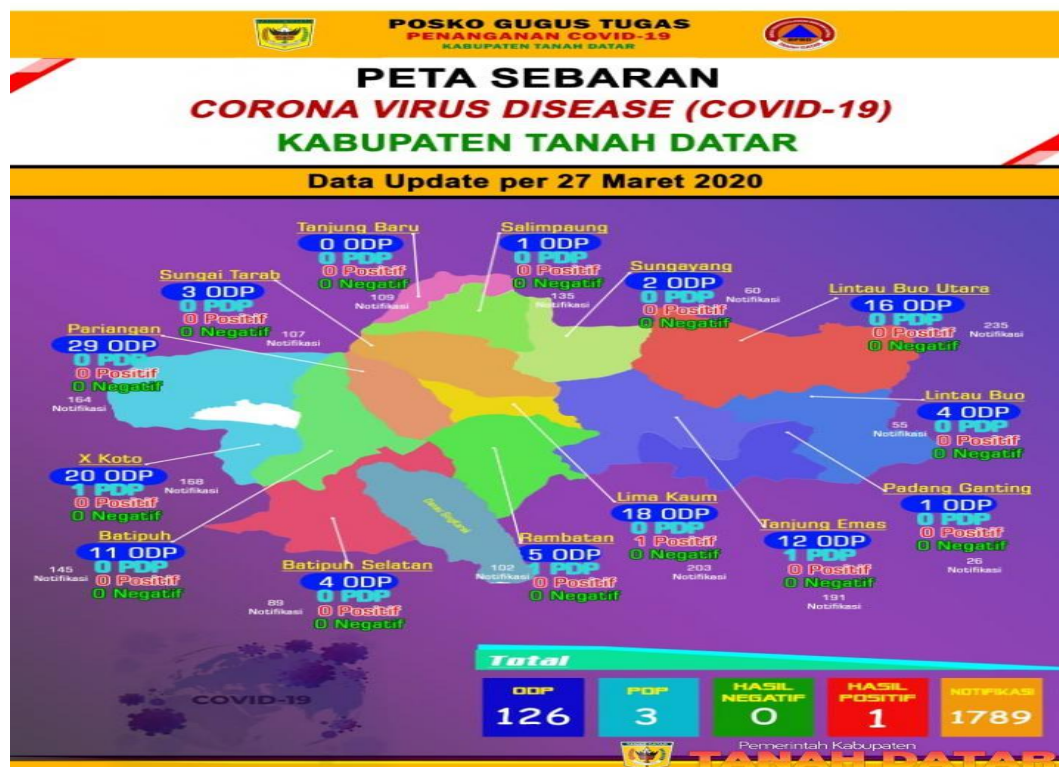 POSKO GUGUS TUGAS
PENANGANAN COVID-19
KABUPATEN TANAH DATAR
BPBD
TANAH DATAR
PETA SEBARAN
CORONA VIRUS DISEASE (COVID-19)
KABUPATEN TANAH DATAR
Data Update per 27 Maret 2020
Tanjung Baru
0 ODP
0 PDP
0 Positif
0 Negatif
109
Notifikasi
Salimpaung
1 ODP
0 PDP
0 Positif
0 Negatif
135
Notifikasi
Sungayang
2 ODP
0 PDP
0 Positif
0 Negatif
60
Notifikasi
Lintau Buo Utara
16 ODP
0 PDP
0 Positif
0 Negatif
235
Notifikasi
Sungai Tarab
3 ODP
0 PDP
0 Positif
0 Negatif
107
Notifikasi
Pariangan
29 ODP
0 PDP
0 Positif
0 Negatif
164
Notifikasi
Lintau Buo
4 ODP
0 PDP
0 Positif
0 Negatif
55
Notifikasi
X Koto
20 ODP
1 PDP
0 Positif
0 Negatif
168
Notifikasi
Padang Ganting
1 ODP
0 PDP
0 Positif
0 Negatif
26
Notifikasi
Lima Kaum
18 ODP
0 PDP
1 Positif
0 Negatif
203
Notifikasi
Tanjung Emas
12 ODP
1 PDP
0 Positif
0 Negatif
191
Notifikasi
Batipuh
11 ODP
0 PDP
0 Positif
0 Negatif
145
Notifikasi
Rambatan
5 ODP
1 PDP
0 Positif
0 Negatif
102
Notifikasi
Batipuh Selatan
4 ODP
0 PDP
0 Positif
0 Negatif
89
Notifikasi
Danau Singkarak
COVID-19
Total
ODP
126
PDP
3
HASIL NEGATIF
0
HASIL POSITIF
1
NOTIFIKASI
1789
Pemerintah Kabupaten
TANAH DATAR